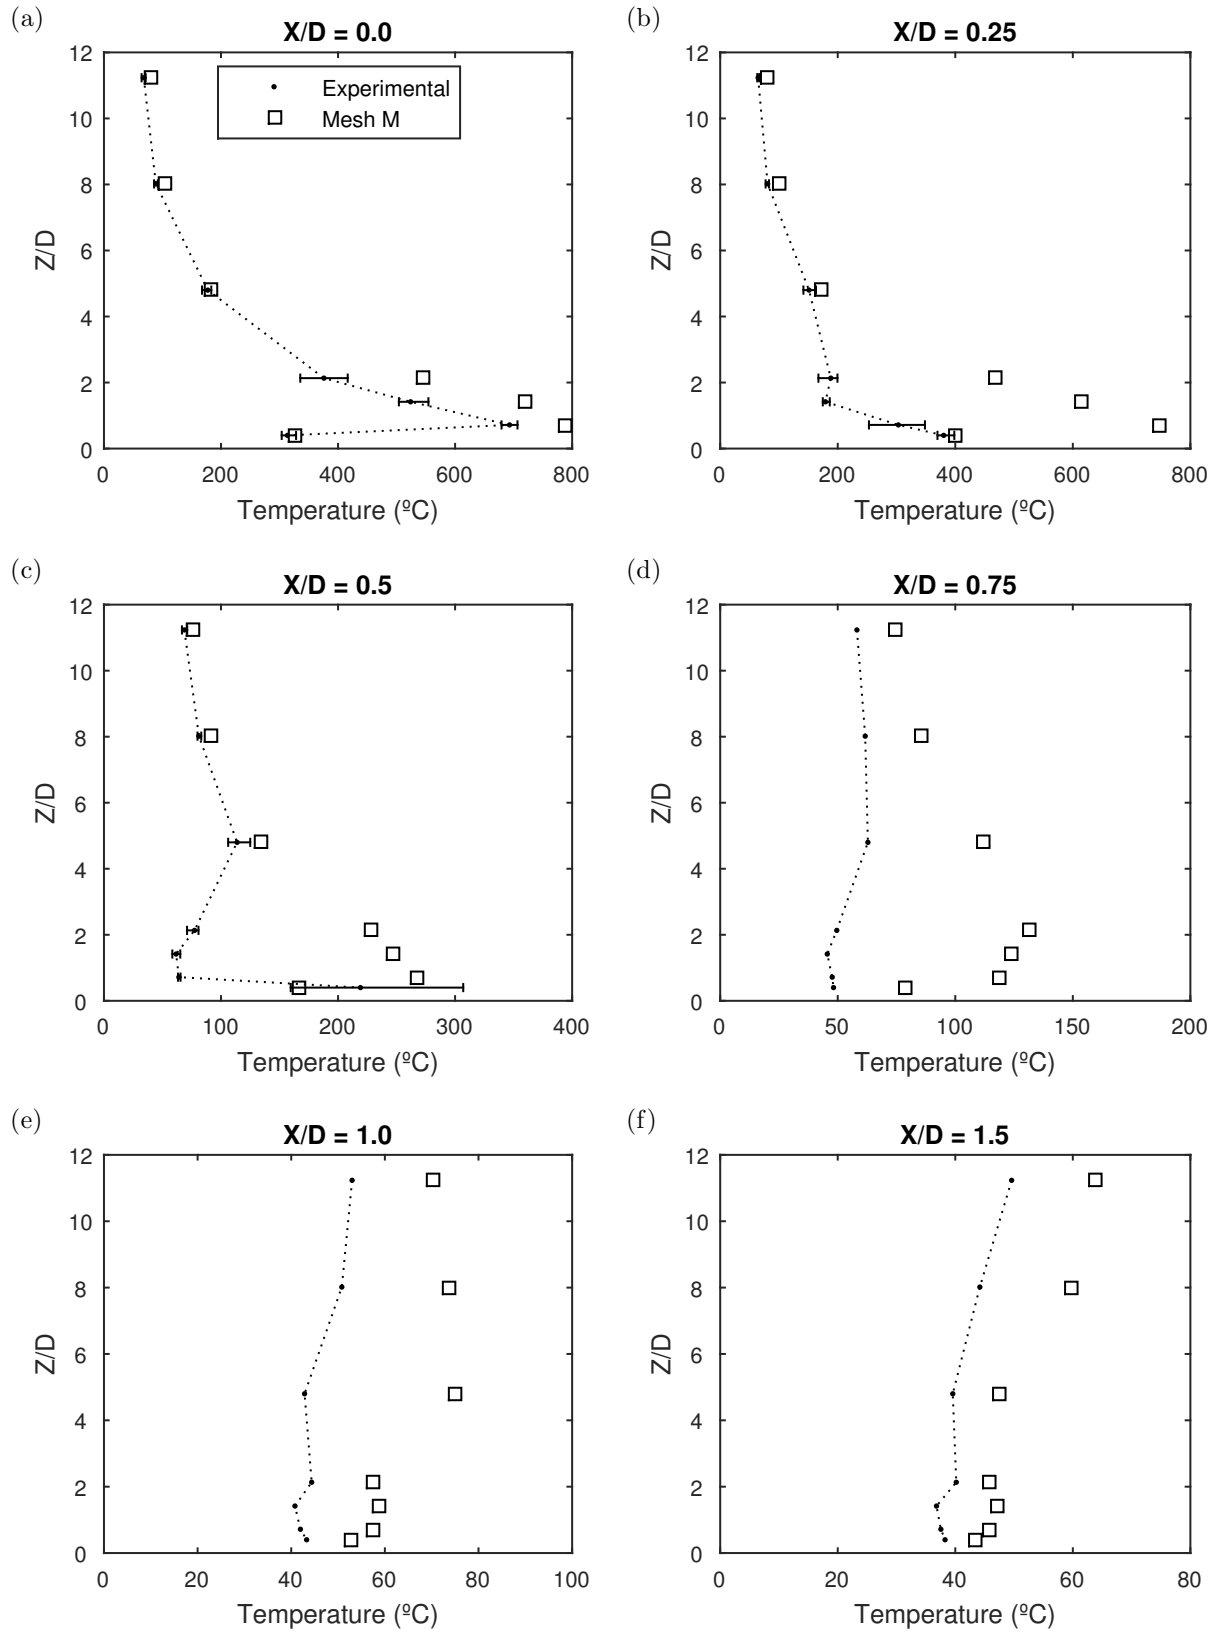 (a)
X/D = 0.0
12
10
8
6
4
2
0
Z/D
Experimental
Mesh M
0 200 400 600 800
Temperature (ºC)
(b)
X/D = 0.25
12
10
8
6
4
2
0
Z/D
0 200 400 600 800
Temperature (ºC)
(c)
X/D = 0.5
12
10
8
6
4
2
0
Z/D
0 100 200 300 400
Temperature (ºC)
(d)
X/D = 0.75
12
10
8
6
4
2
0
Z/D
0 50 100 150 200
Temperature (ºC)
(e)
X/D = 1.0
12
10
8
6
4
2
0
Z/D
0 20 40 60 80 100
Temperature (ºC)
(f)
X/D = 1.5
12
10
8
6
4
2
0
Z/D
0 20 40 60 80
Temperature (ºC)